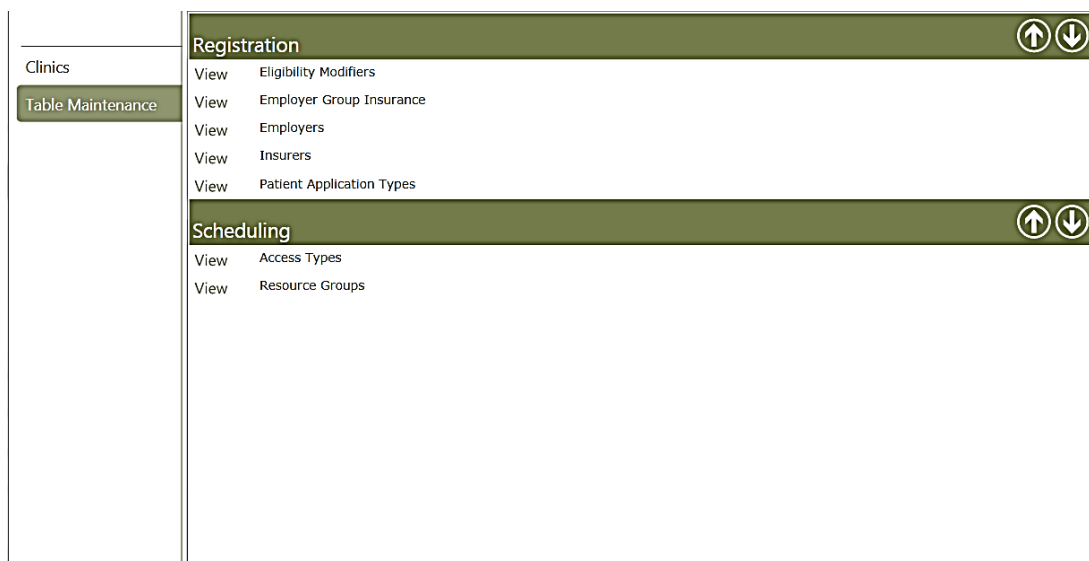 Clinics
Table Maintenance
Registration
View Eligibility Modifiers
View Employer Group Insurance
View Employers
View Insurers
View Patient Application Types
Scheduling
View Access Types
View Resource Groups